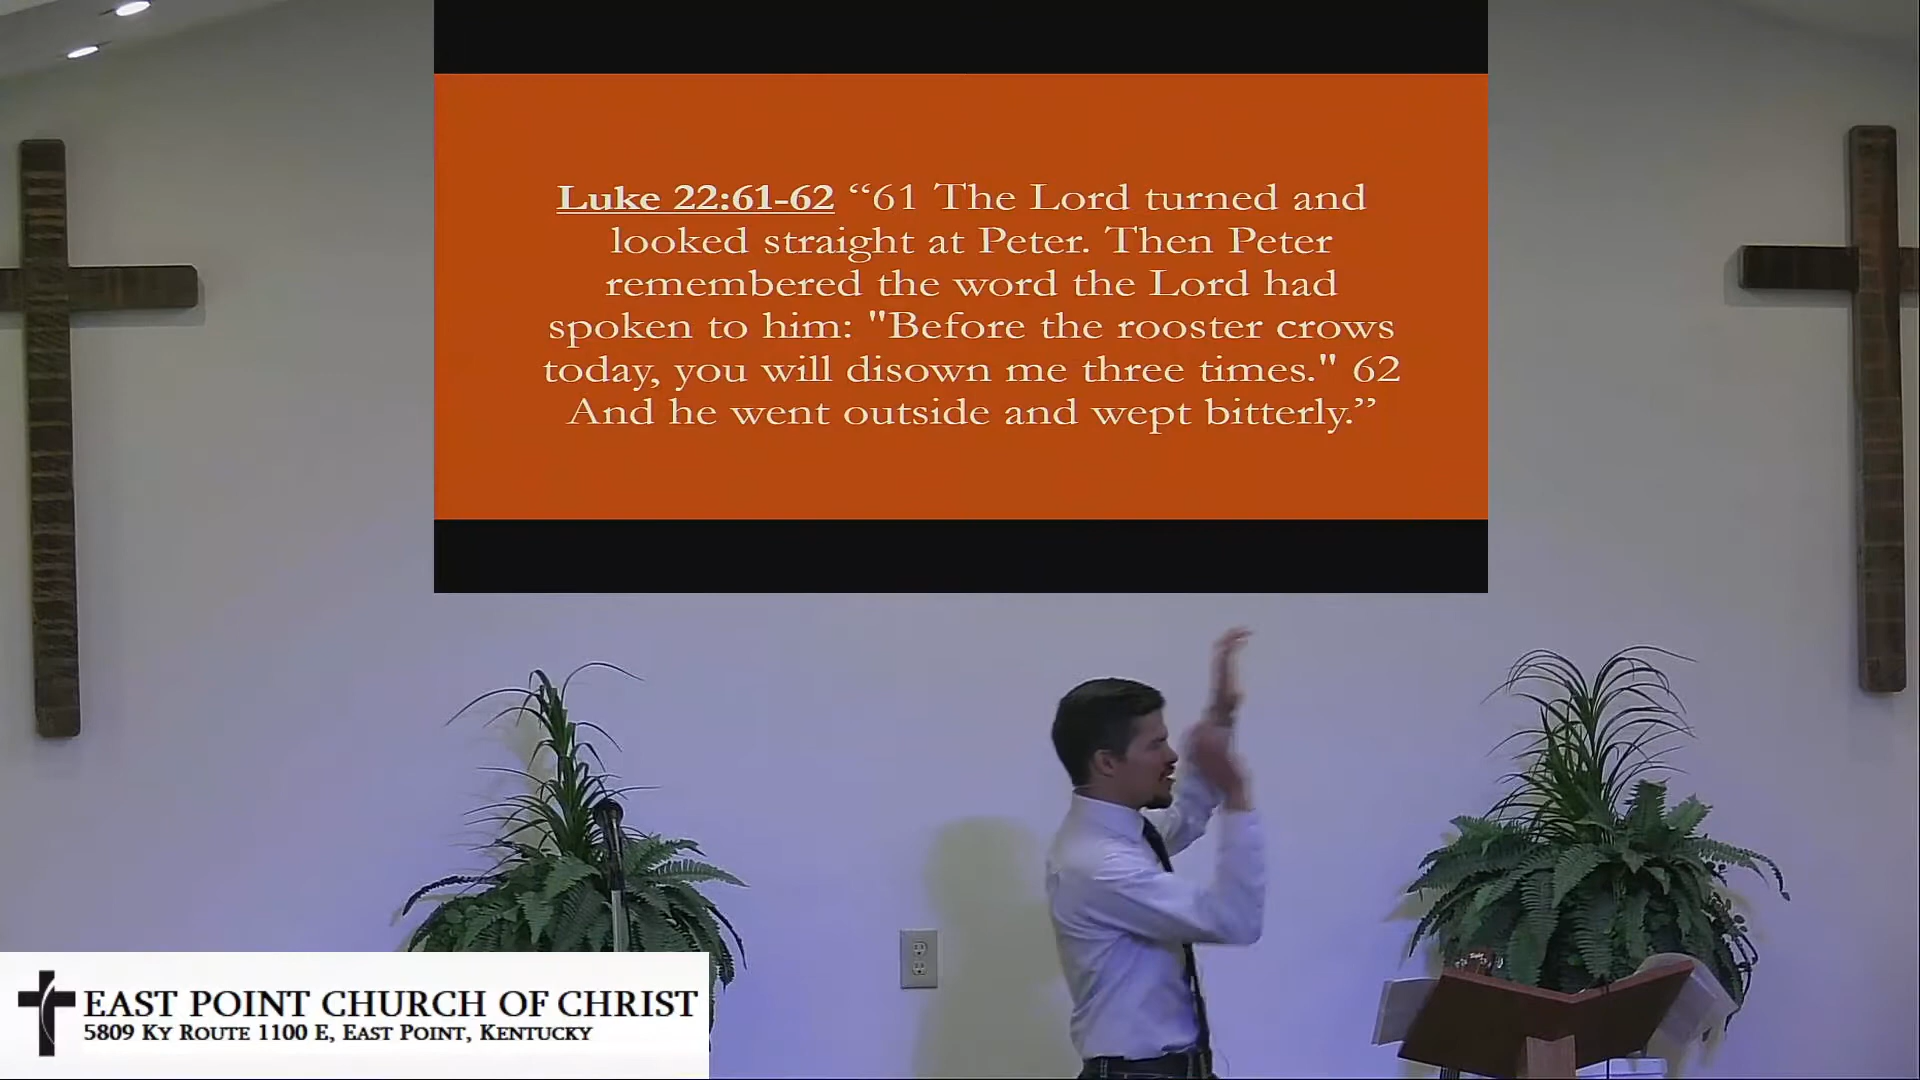 Luke 22:61-62 “61 The Lord turned and
looked straight at Peter. Then Peter
remembered the word the Lord had
spoken to him: "Before the rooster crows
today, you will disown me three times." 62
And he went outside and wept bitterly.”
EAST POINT CHURCH OF CHRIST
5809 KY ROUTE 1100 E, EAST POINT, KENTUCKY